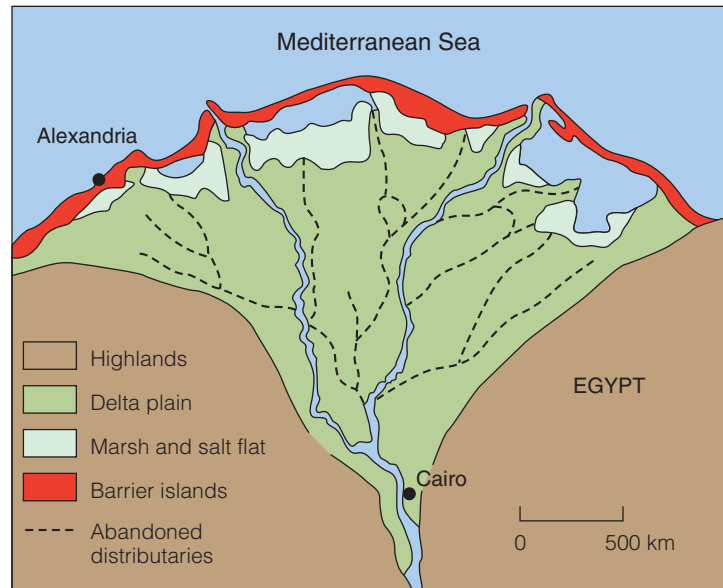 Mediterranean Sea
Alexandria
Highlands
Delta plain
Marsh and salt flat
Barrier islands
Abandoned
distributaries
EGYPT
Cairo
0 500 km